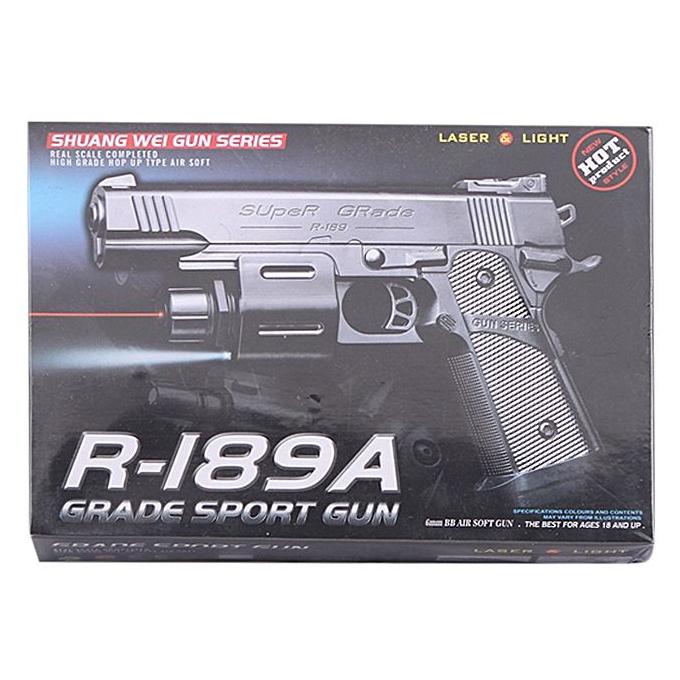 SHUANG WEI GUN SERIES
REAL SCALE COMPLETED
HIGH GRADE HOP UP TYPE AIR SOFT
LASER & LIGHT
NEW
HOT
product
STYLE
SUpeR GRade
R-189
GUN SERIE
R-189A
GRADE SPORT GUN
SPECIFICATIONS COLOURS AND CONTENTS
MAY VARY FROM ILLUSTRATIONS
6mm BB AIR SOFT GUN . THE BEST FOR AGES 18 AND UP .
LASER & LIGHT